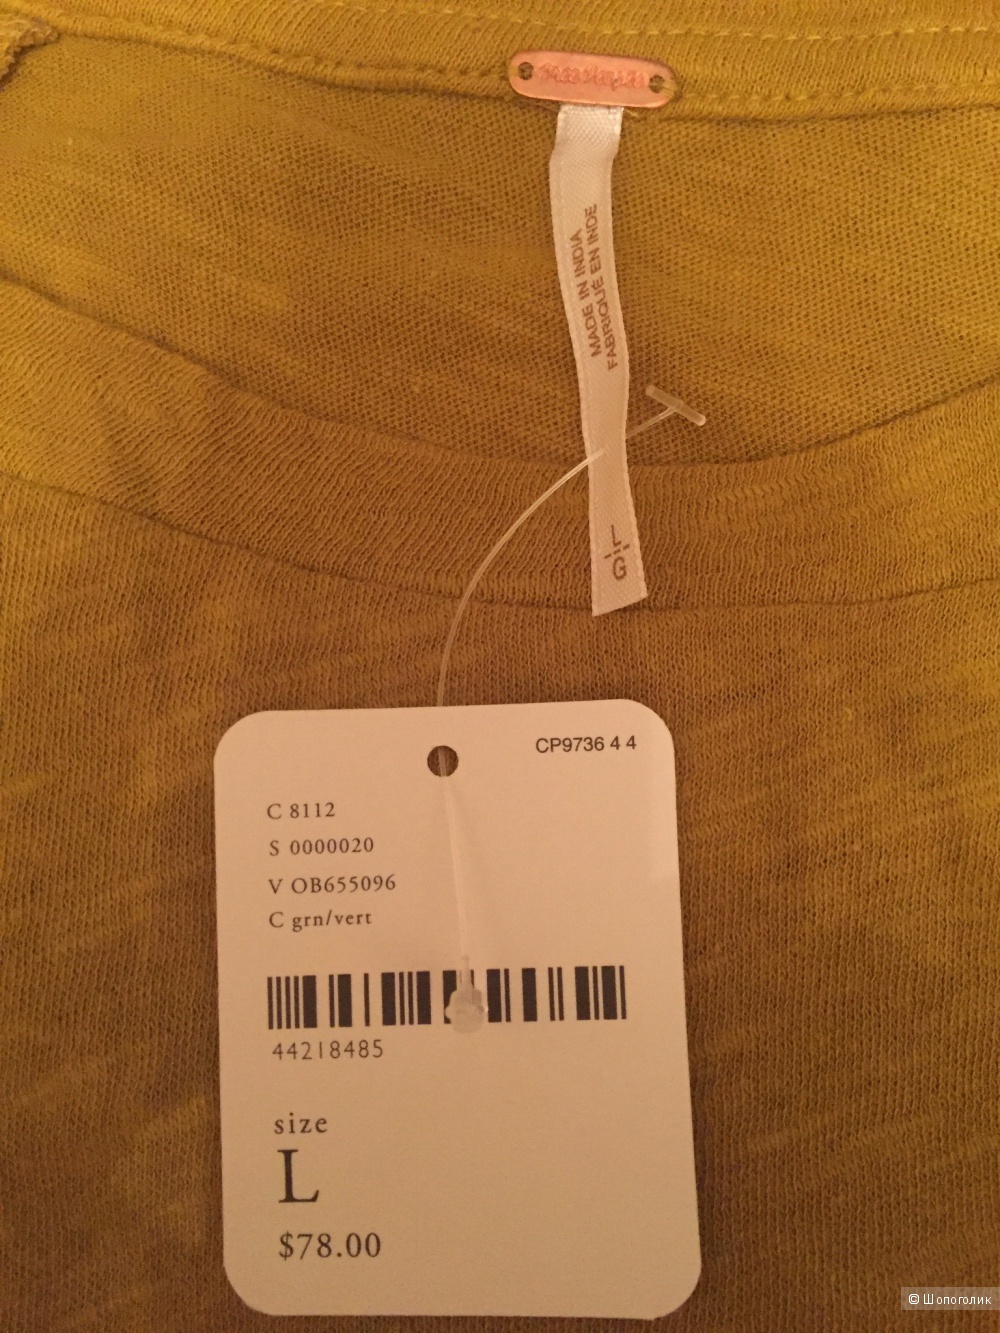 MADE IN INDIA
FABRIQUÉ EN INDE
L
G
CP9736 4 4
C 8112
S 0000020
V OB655096
C grn/vert
44218485
size
L
$78.00
© Шопоголик